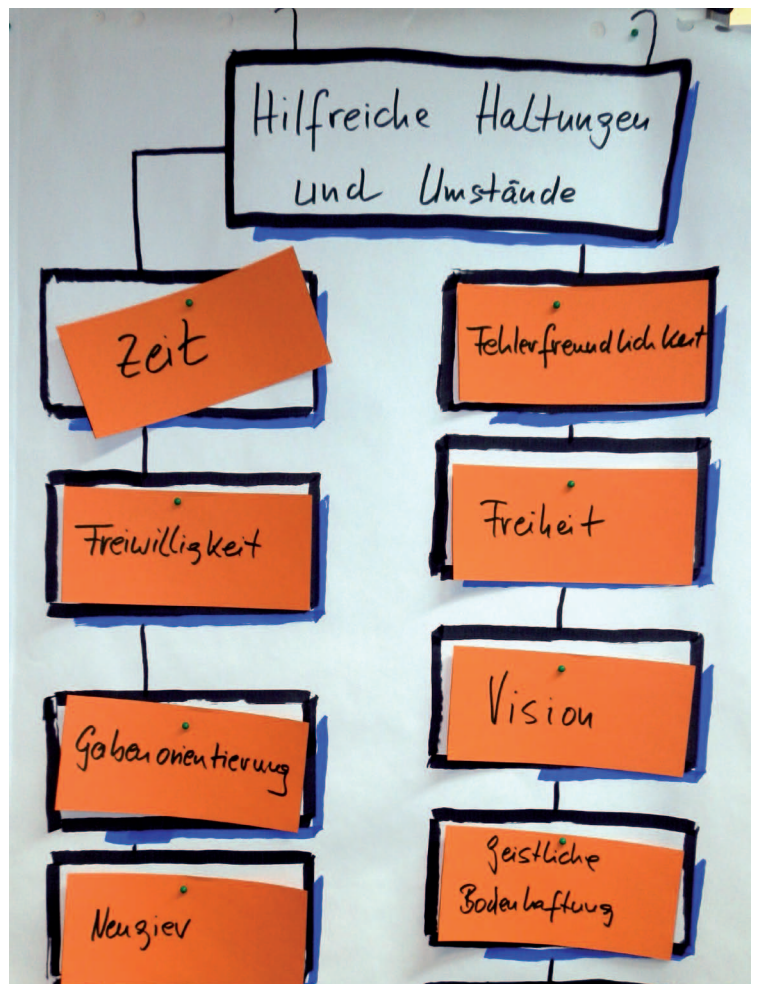 Hilfreiche Haltungen
und Umstände
Zeit
Freiwilligkeit
Gabenorientierung
Neugier
Fehlerfreundlichkeit
Freiheit
Vision
geistliche
Bodenhaftung